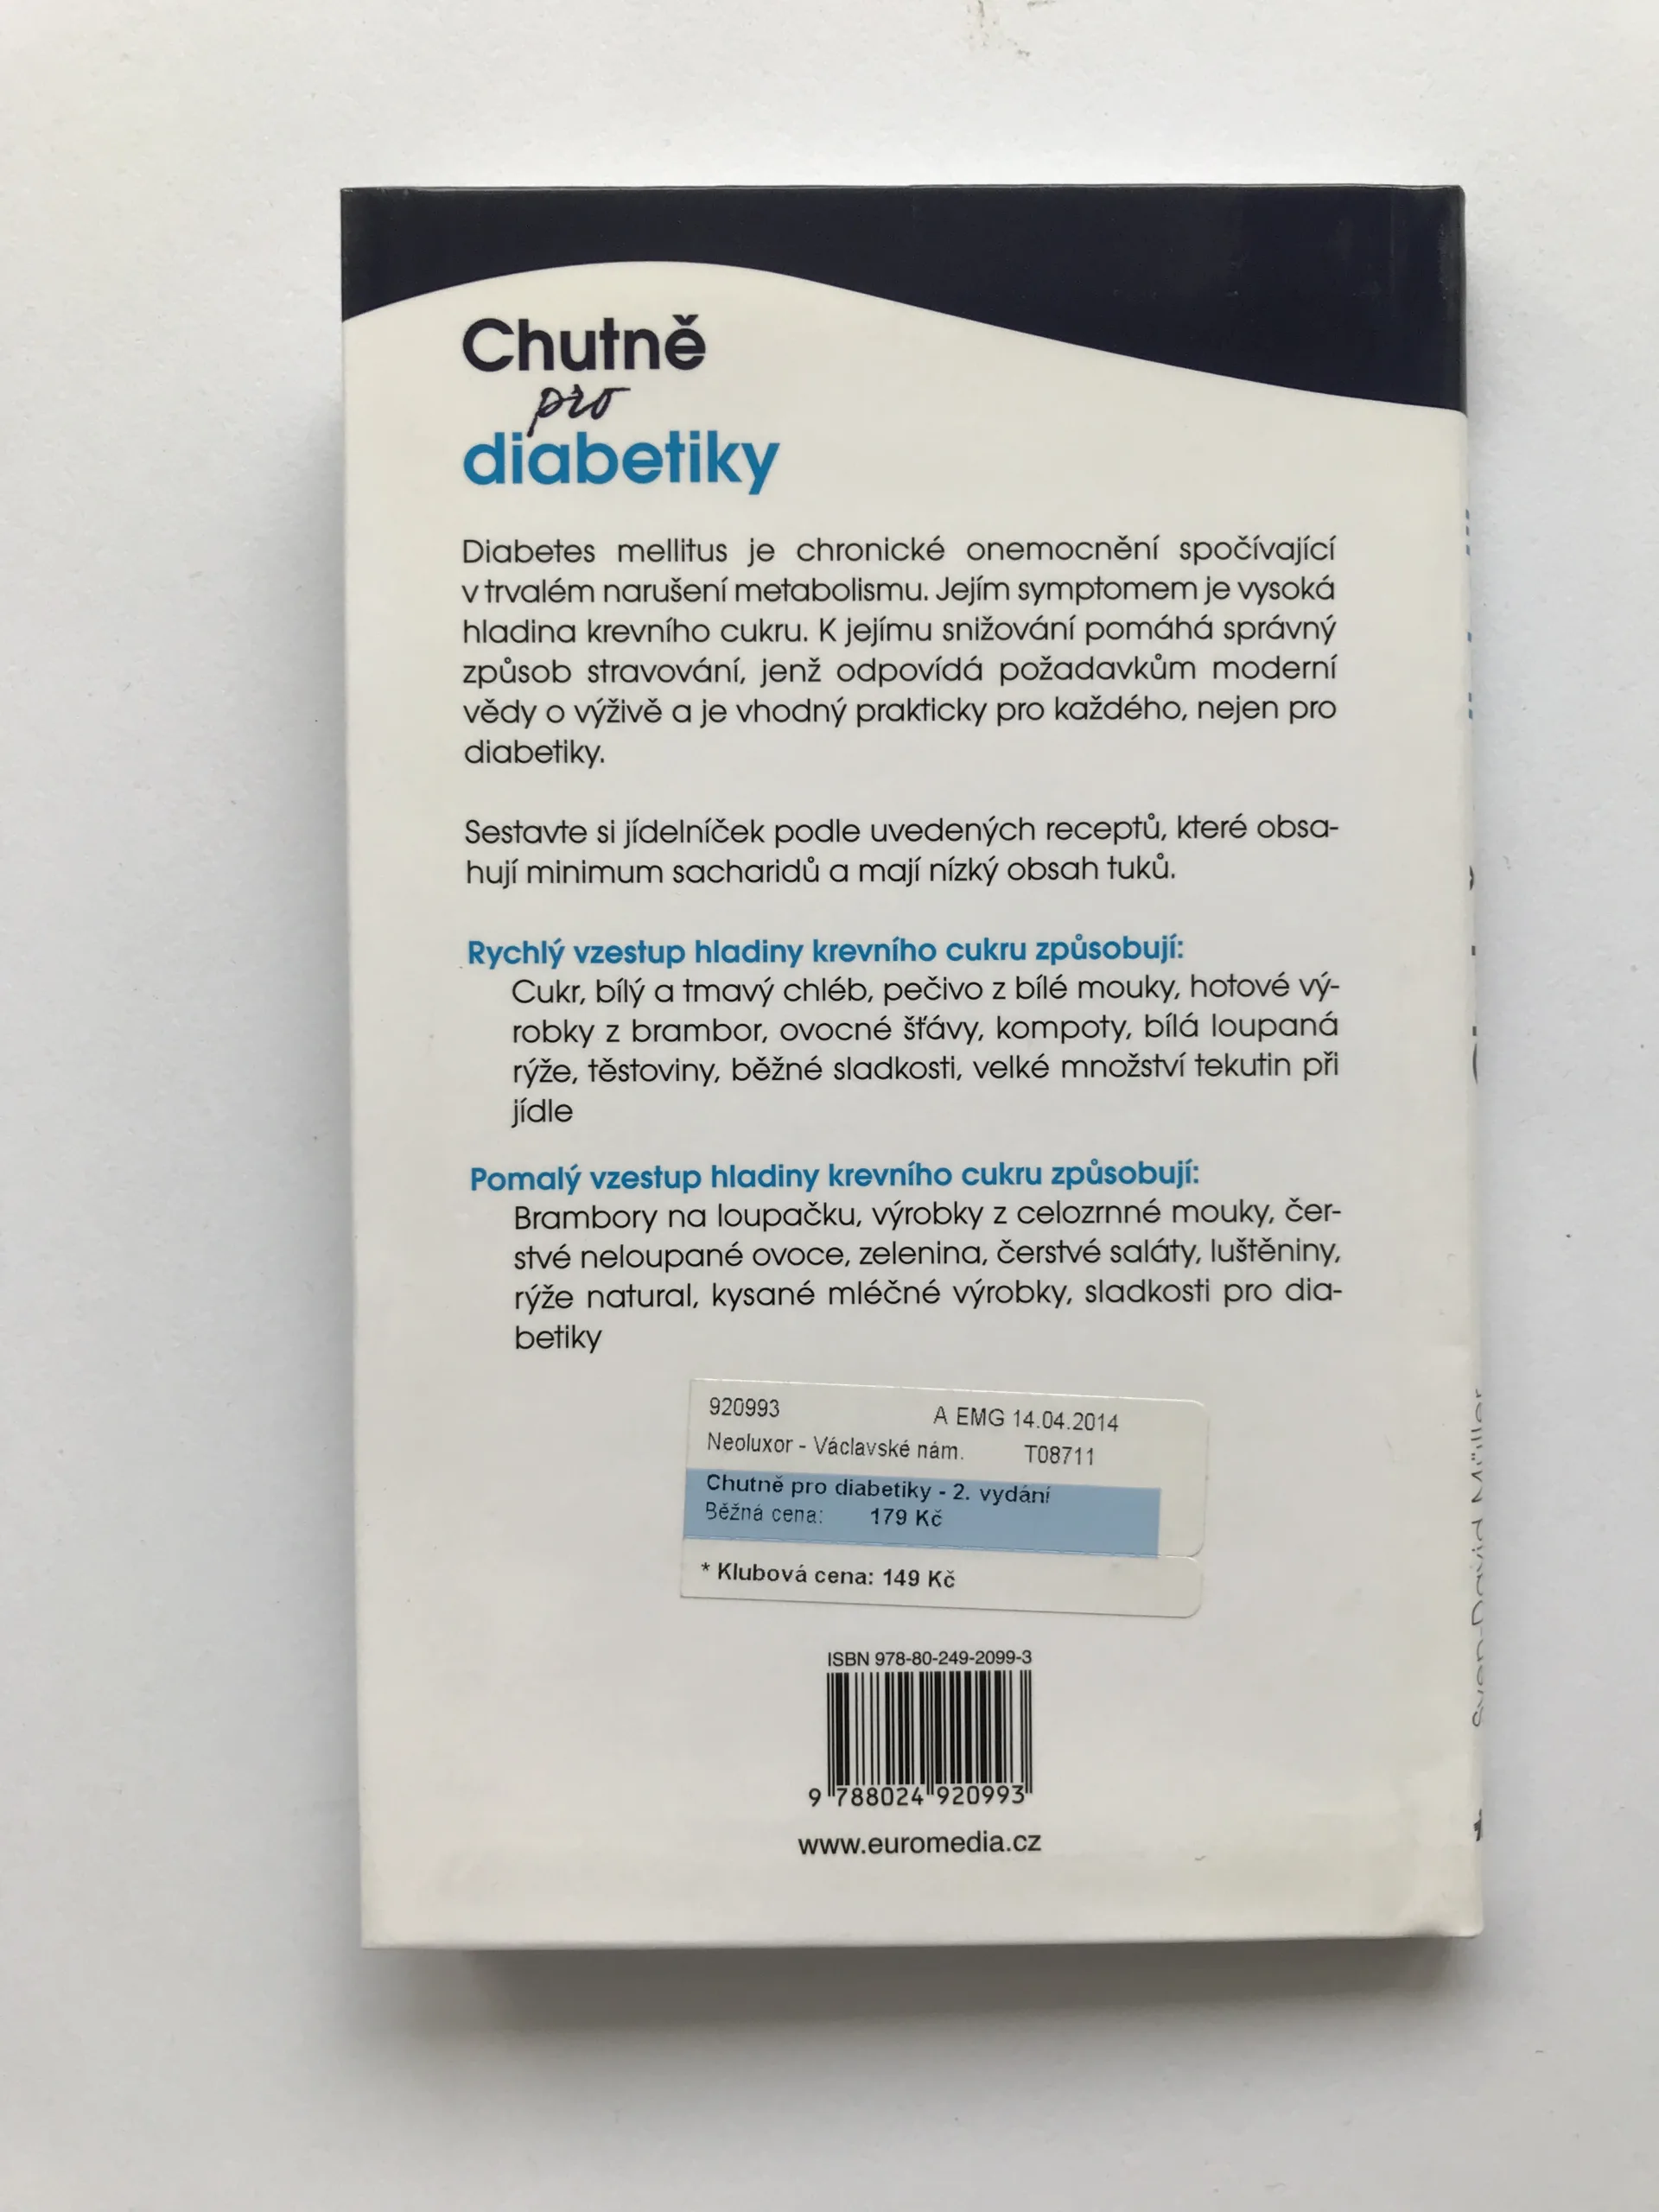 Chutně
pro
diabetiky
Diabetes mellitus je chronické onemocnění spočívající
v trvalém narušení metabolismu. Jejím symptomem je vysoká
hladina krevního cukru. K jejímu snižování pomáhá správný
způsob stravování, jenž odpovídá požadavkům moderní
vědy o výživě a je vhodný prakticky pro každého, nejen pro
diabetiky.
Sestavte si jídelníček podle uvedených receptů, které obsa-
hují minimum sacharidů a mají nízký obsah tuků.
Rychlý vzestup hladiny krevního cukru způsobují:
Cukr, bílý a tmavý chléb, pečivo z bílé mouky, hotové vý-
robky z brambor, ovocné šťávy, kompoty, bílá loupaná
rýže, těstoviny, běžné sladkosti, velké množství tekutin při
jídle
Pomalý vzestup hladiny krevního cukru způsobují:
Brambory na loupačku, výrobky z celozrnné mouky, čer-
stvé neloupané ovoce, zelenina, čerstvé saláty, luštěniny,
rýže natural, kysané mléčné výrobky, sladkosti pro dia-
betiky
920993 A EMG 14.04.2014
Neoluxor - Václavské nám. T08711
Chutně pro diabetiky - 2. vydání
Běžná cena: 179 Kč
* Klubová cena: 149 Kč
ISBN 978-80-249-2099-3
9 788024 920993
www.euromedia.cz
Sven-David Müller